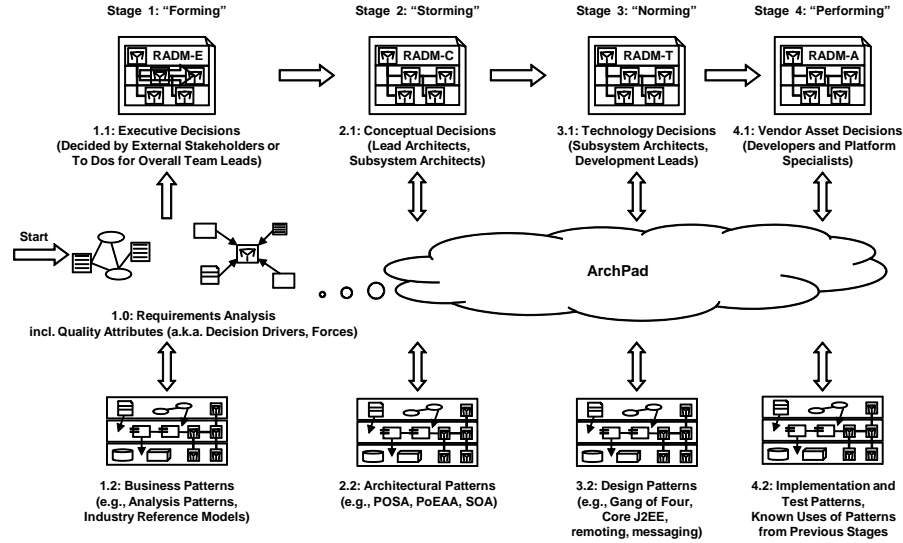 Stage 1: “Forming”
Stage 2: “Storming”
Stage 3: “Norming”
Stage 4: “Performing”
RADM-E
RADM-C
RADM-T
RADM-A
1.1: Executive Decisions
(Decided by External Stakeholders or
To Dos for Overall Team Leads)
2.1: Conceptual Decisions
(Lead Architects,
Subsystem Architects)
3.1: Technology Decisions
(Subsystem Architects,
Development Leads)
4.1: Vendor Asset Decisions
(Developers and Platform
Specialists)
Start
ArchPad
1.0: Requirements Analysis
incl. Quality Attributes (a.k.a. Decision Drivers, Forces)
1.2: Business Patterns
(e.g., Analysis Patterns,
Industry Reference Models)
2.2: Architectural Patterns
(e.g., POSA, PoEAA, SOA)
3.2: Design Patterns
(e.g., Gang of Four,
Core J2EE,
remoting, messaging)
4.2: Implementation and
Test Patterns,
Known Uses of Patterns
from Previous Stages